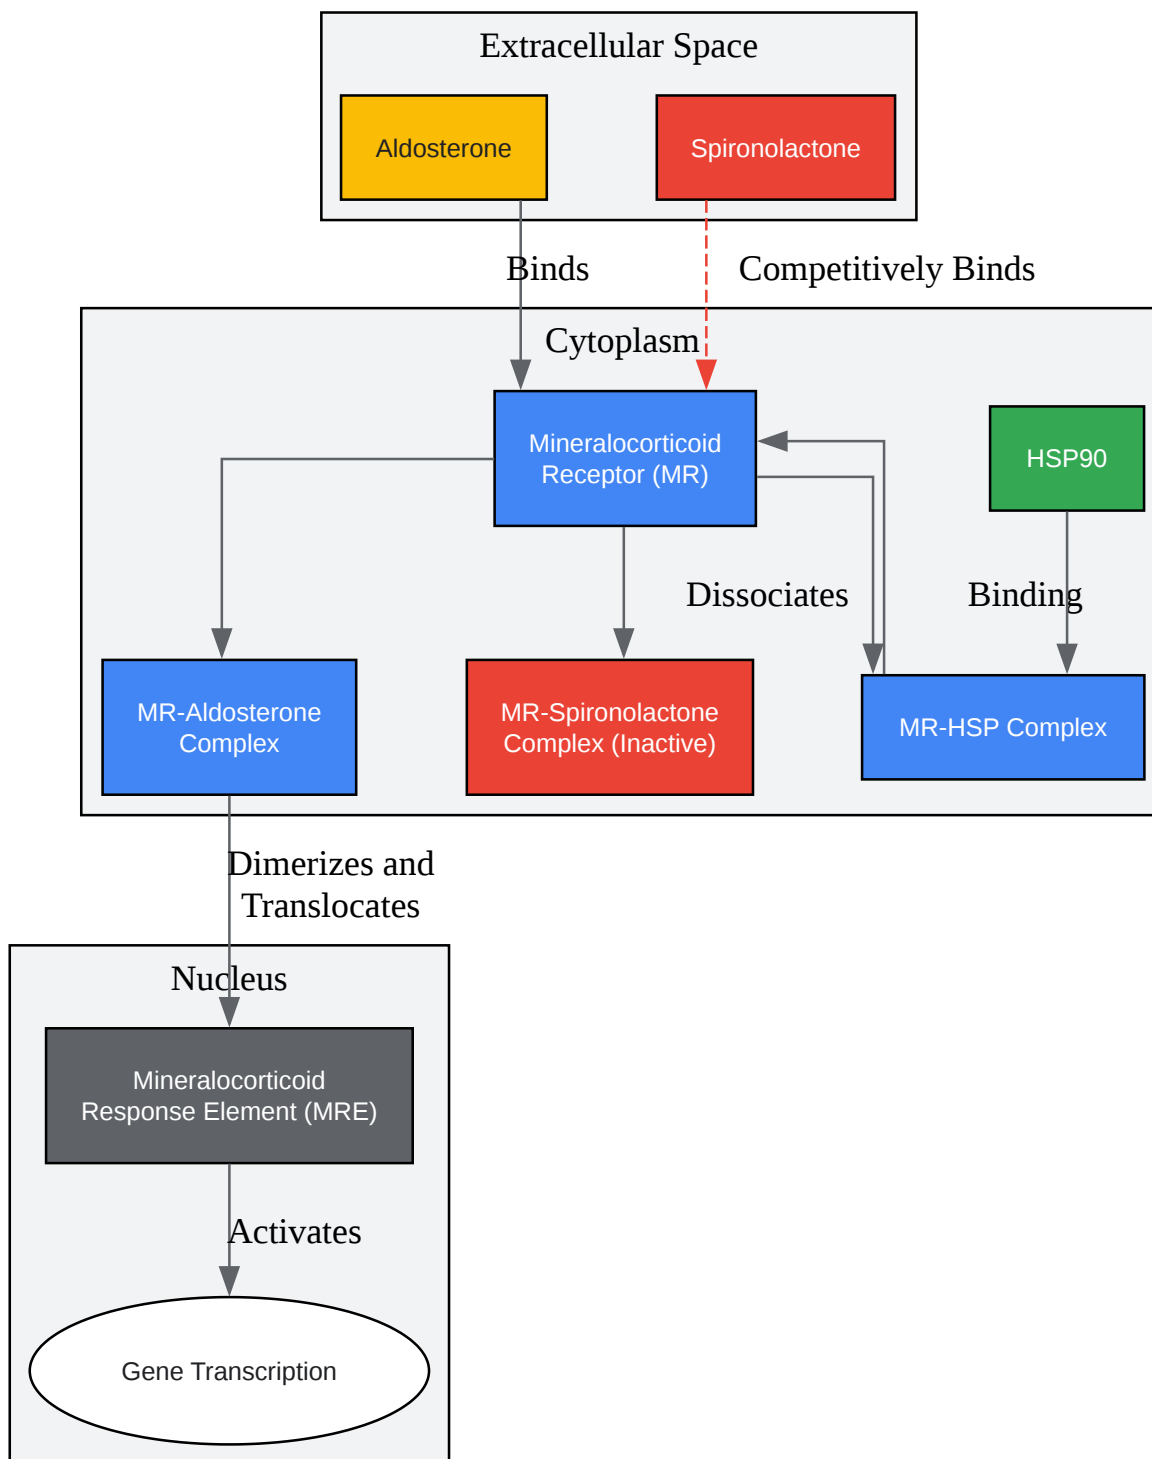 Extracellular Space
Aldosterone
Spironolactone
Binds
Competitively Binds
Cytoplasm
Mineralocorticoid
Receptor (MR)
HSP90
Dissociates
Binding
MR-Aldosterone
Complex
MR-Spironolactone
Complex (Inactive)
MR-HSP Complex
Dimerizes and
Translocates
Nucleus
Mineralocorticoid
Response Element (MRE)
Activates
Gene Transcription